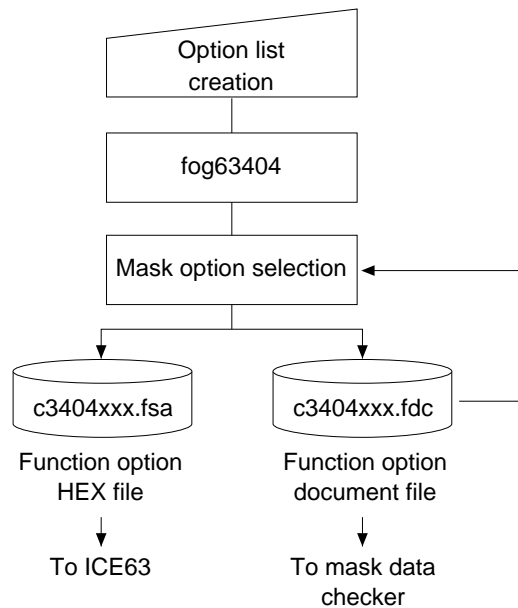 Option list
creation
fog63404
Mask option selection
c3404xxx.fsa
c3404xxx.fdc
Function option
HEX file
Function option
document file
To ICE63
To mask data
checker